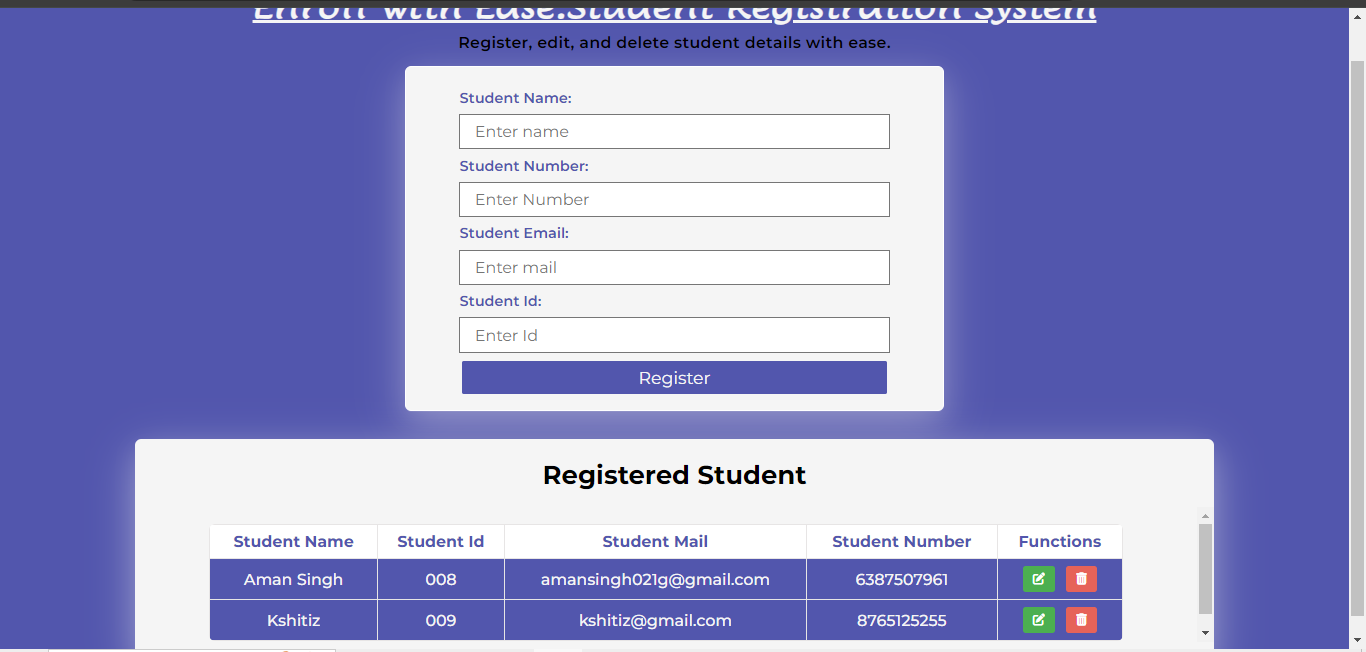 Enroll with Ease:Student Registration System
Register, edit, and delete student details with ease.
Student Name:
Enter name
Student Number:
Enter Number
Student Email:
Enter mail
Student Id:
Enter Id
Register
Registered Student
Student Name Student Id Student Mail Student Number Functions
Aman Singh 008 amansingh021g@gmail.com 6387507961
Kshitiz 009 kshitiz@gmail.com 8765125255